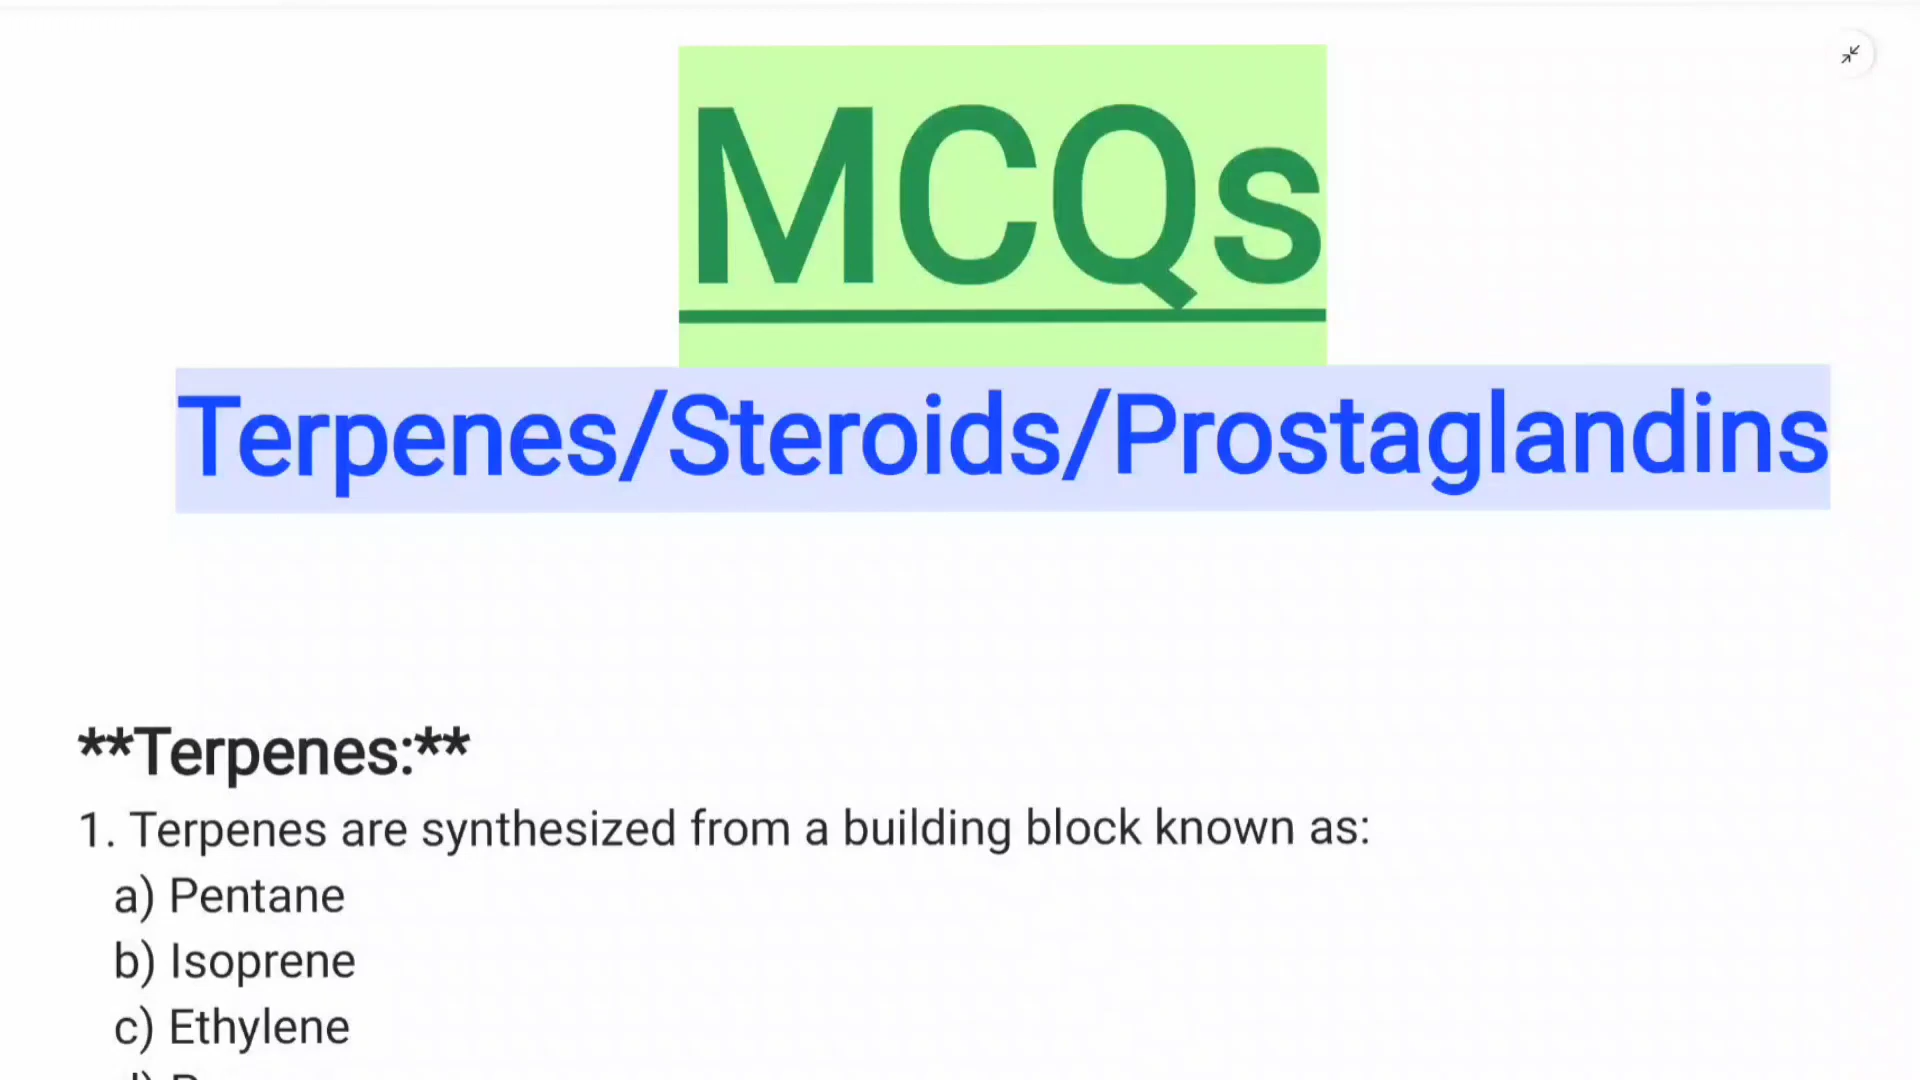 MCQs
Terpenes/Steroids/Prostaglandins
**Terpenes:**
1. Terpenes are synthesized from a building block known as:
a) Pentane
b) Isoprene
c) Ethylene